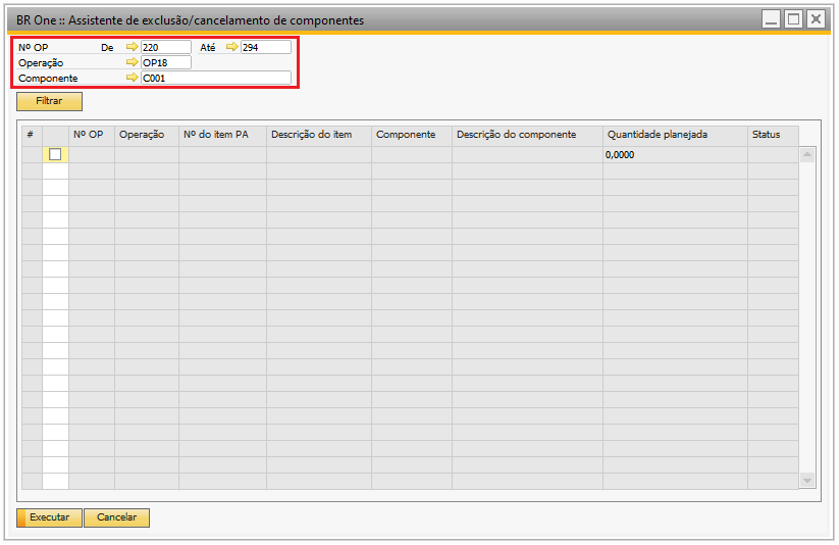 BR One :: Assistente de exclusão/cancelamento de componentes
Nº OP De 220 Até 294
Operação OP18
Componente C001
Filtrar
# Nº OP Operação Nº do item PA Descrição do item Componente Descrição do componente Quantidade planejada Status
0,0000
Executar Cancelar